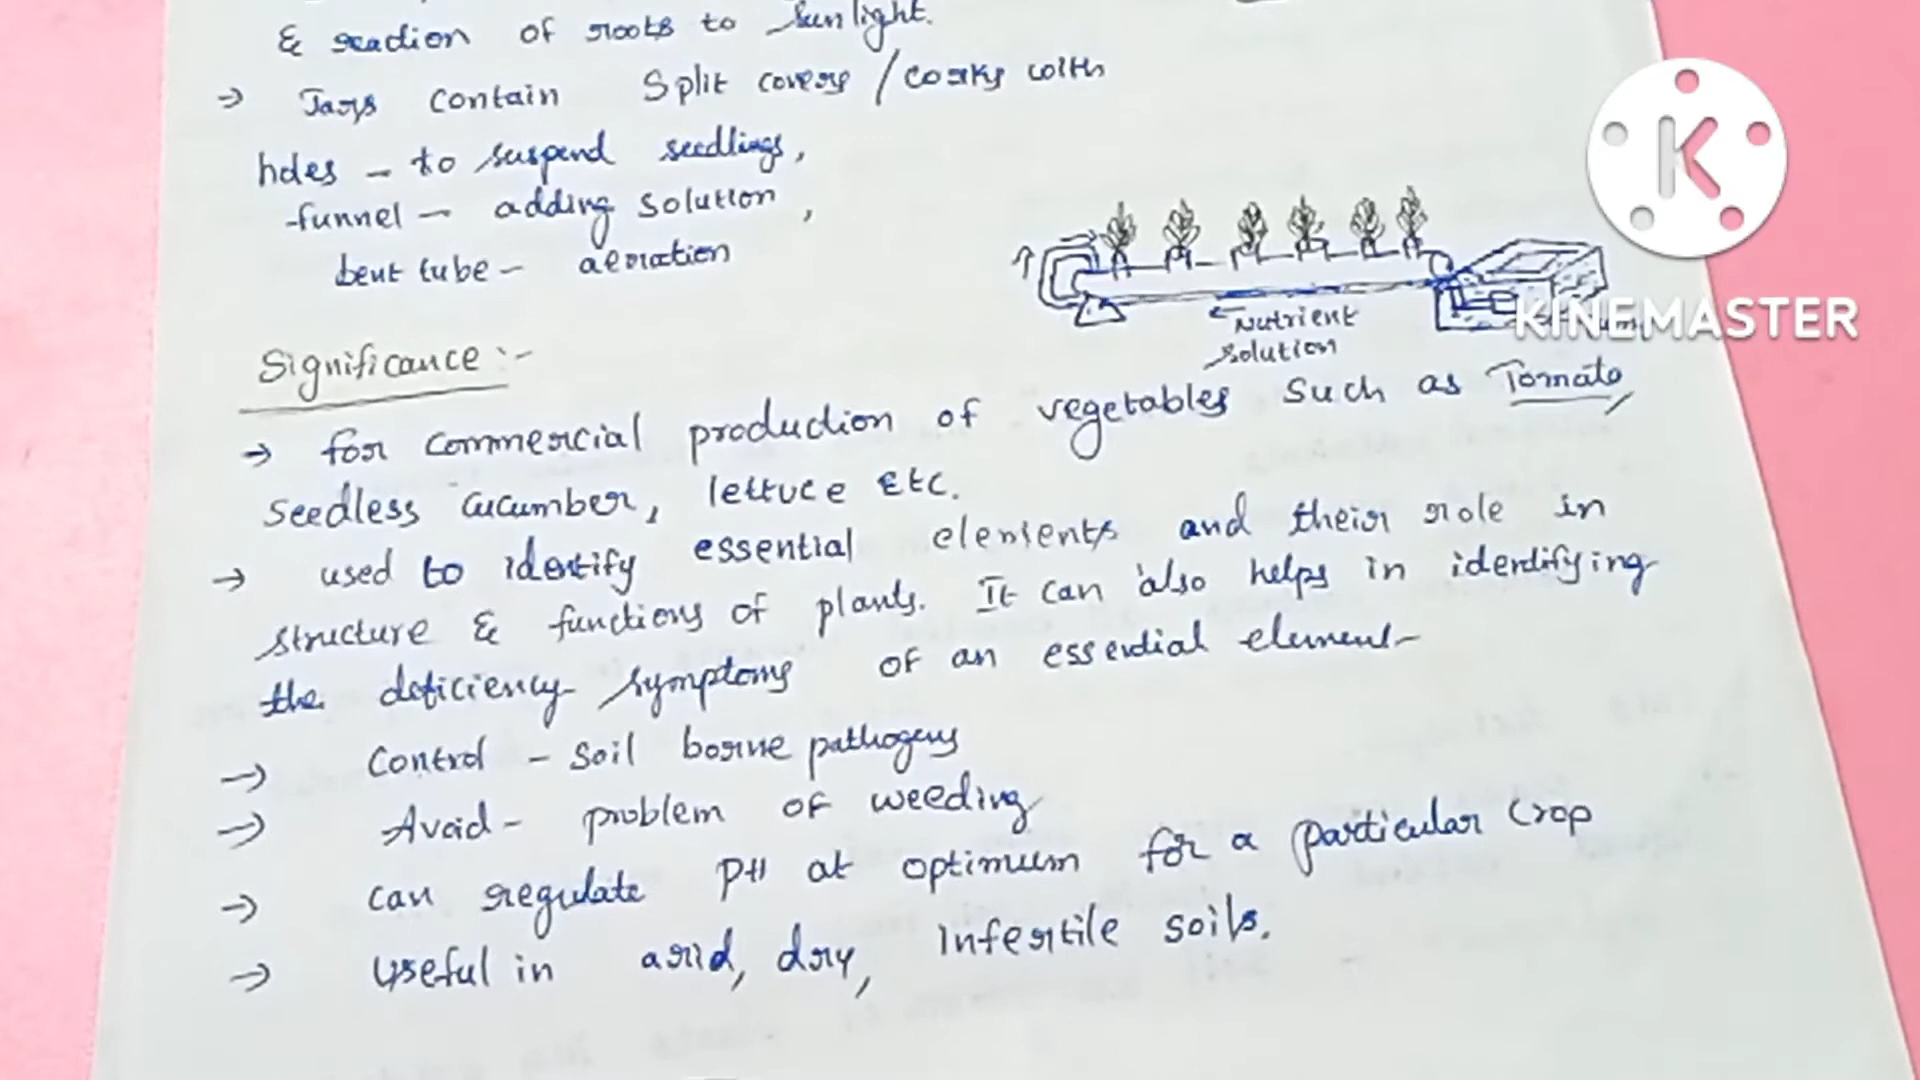 & reaction of roots to sunlight.
→ Jars contain split covers / corks with
holes - to suspend seedlings,
funnel - adding solution,
bent tube - aeration
Nutrient
solution
KINEMASTER
Significance :-
→ for commercial production of vegetables such as Tomato,
seedless cucumber, lettuce etc.
→ used to identify essential elements and their role in
structure & functions of plants. It can also helps in identifying
the deficiency symptoms of an essential element
→ Control - soil borne pathogens
→ Avoid - problem of weeding
→ can regulate PH at optimum for a particular crop
→ useful in arid, dry, infertile soils.